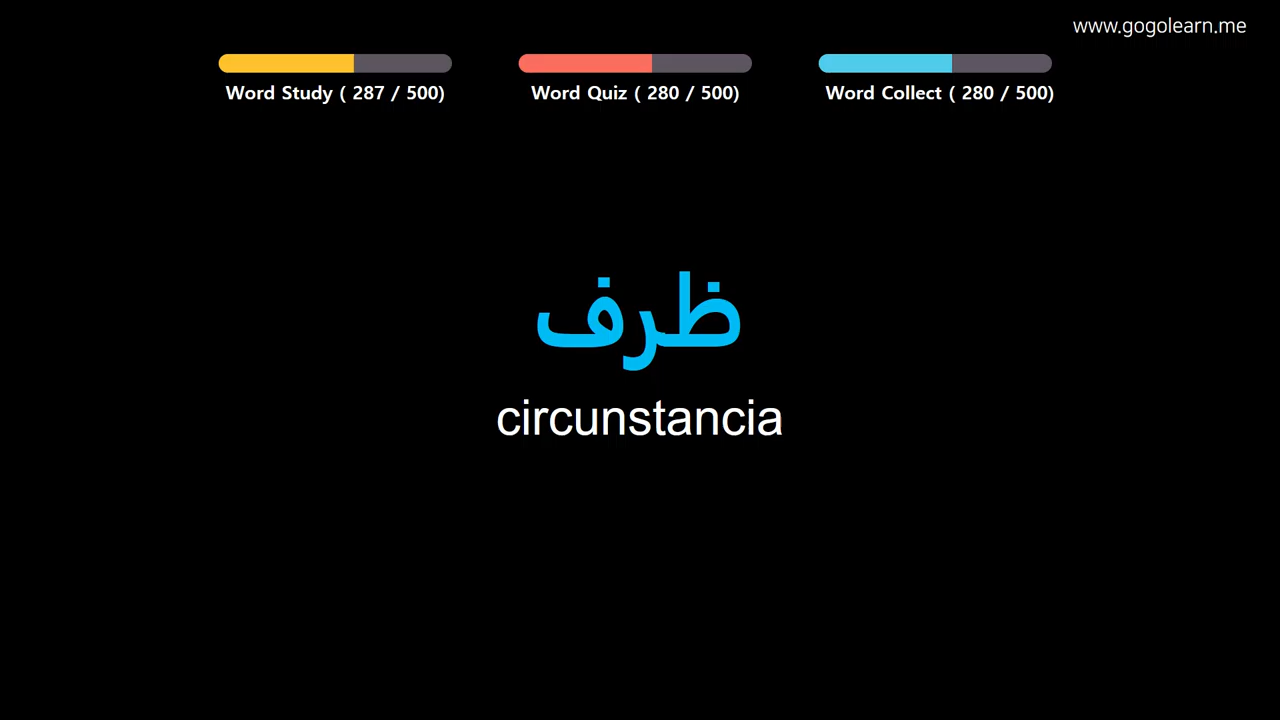 www.gogolearn.me
Word Study ( 287 / 500)
Word Quiz ( 280 / 500)
Word Collect ( 280 / 500)
ظرف
circunstancia